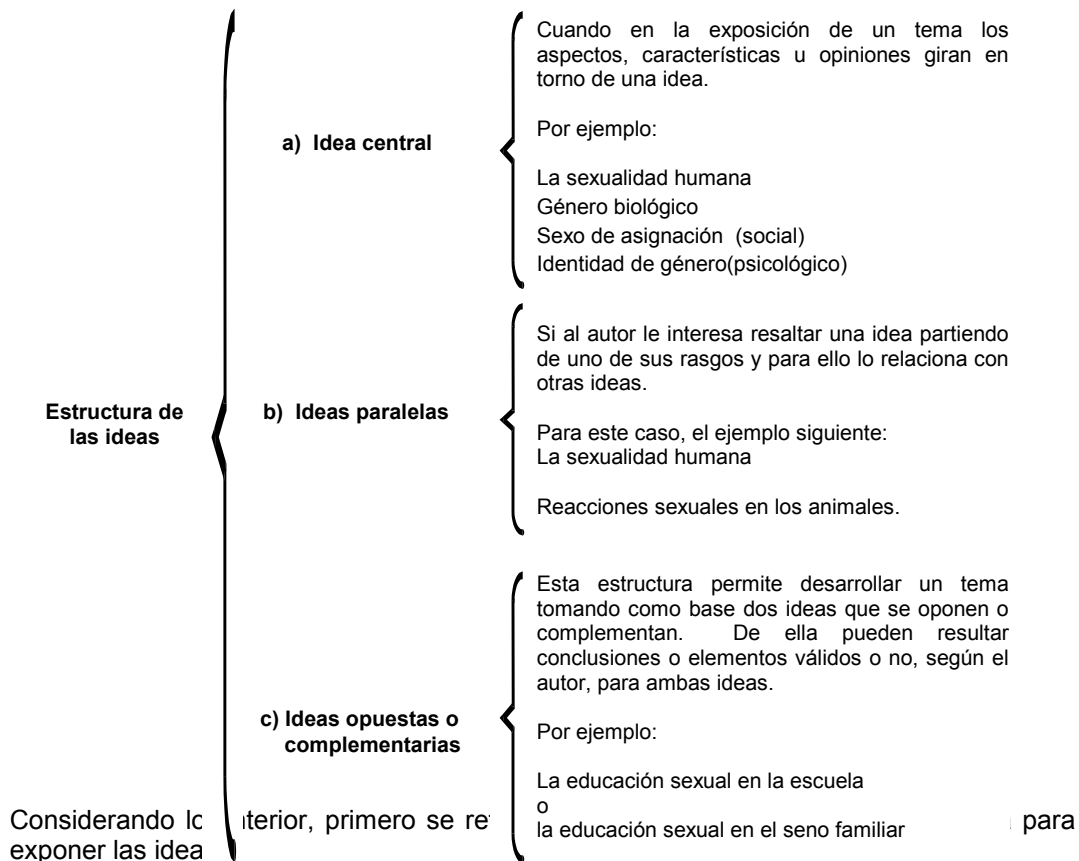 Estructura de
las ideas
a) Idea central
Cuando en la exposición de un tema los
aspectos, características u opiniones giran en
torno de una idea.
Por ejemplo:
La sexualidad humana
Género biológico
Sexo de asignación (social)
Identidad de género(psicológico)
b) Ideas paralelas
Si al autor le interesa resaltar una idea partiendo
de uno de sus rasgos y para ello lo relaciona con
otras ideas.
Para este caso, el ejemplo siguiente:
La sexualidad humana
Reacciones sexuales en los animales.
c) Ideas opuestas o
complementarias
Esta estructura permite desarrollar un tema
tomando como base dos ideas que se oponen o
complementan. De ella pueden resultar
conclusiones o elementos válidos o no, según el
autor, para ambas ideas.
Por ejemplo:
La educación sexual en la escuela
o
la educación sexual en el seno familiar
Considerando primero se para
exponer las